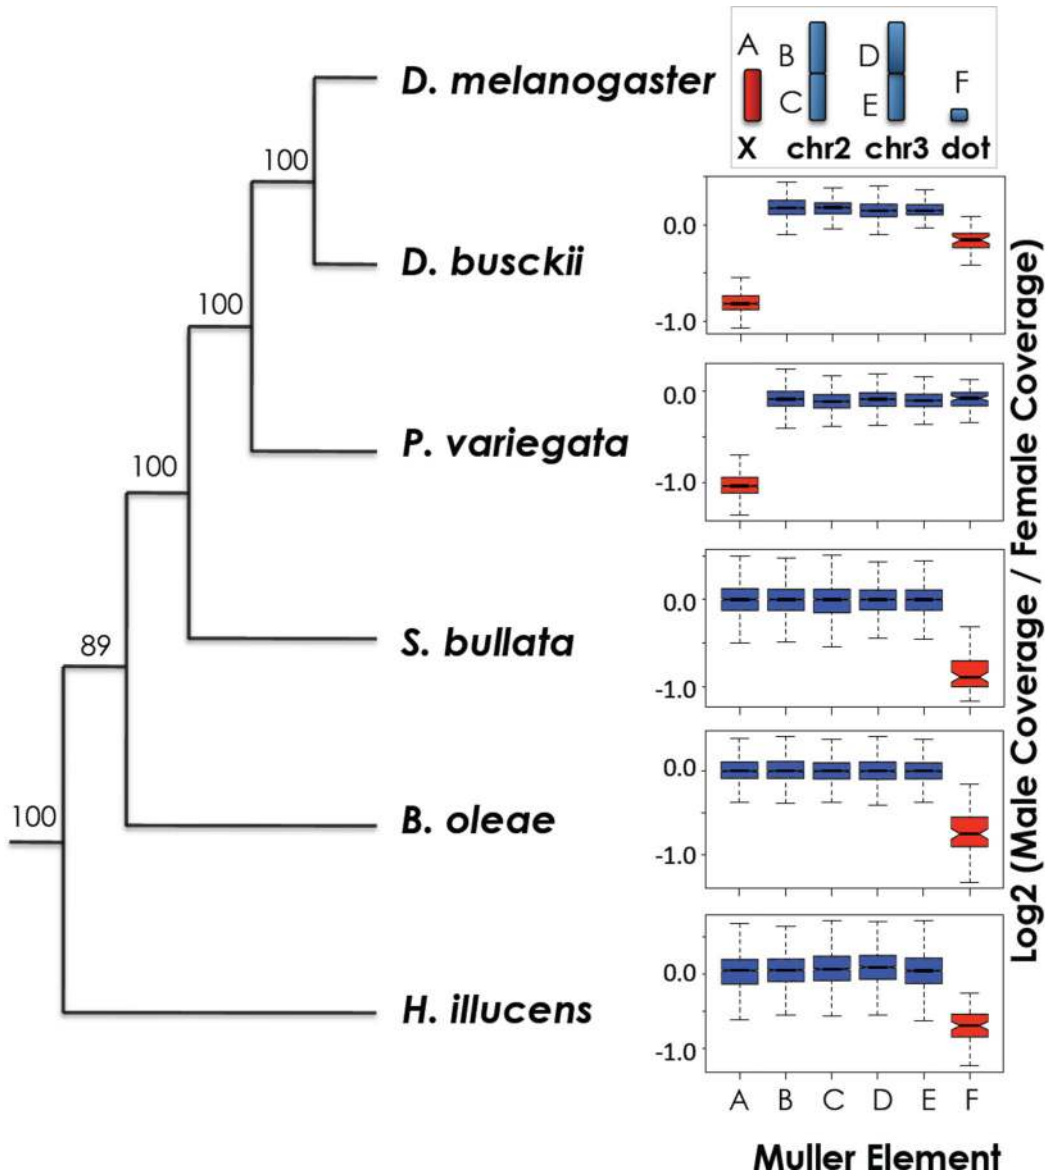 D. melanogaster
A
B
C
D
E
F
X
chr2
chr3
dot
100
D. busckii
0.0
-1.0
100
P. variegata
0.0
-1.0
100
S. bullata
0.0
-1.0
89
B. oleae
0.0
-1.0
100
H. illucens
0.0
-1.0
A B C D E F
Muller Element
Log2 (Male Coverage / Female Coverage)